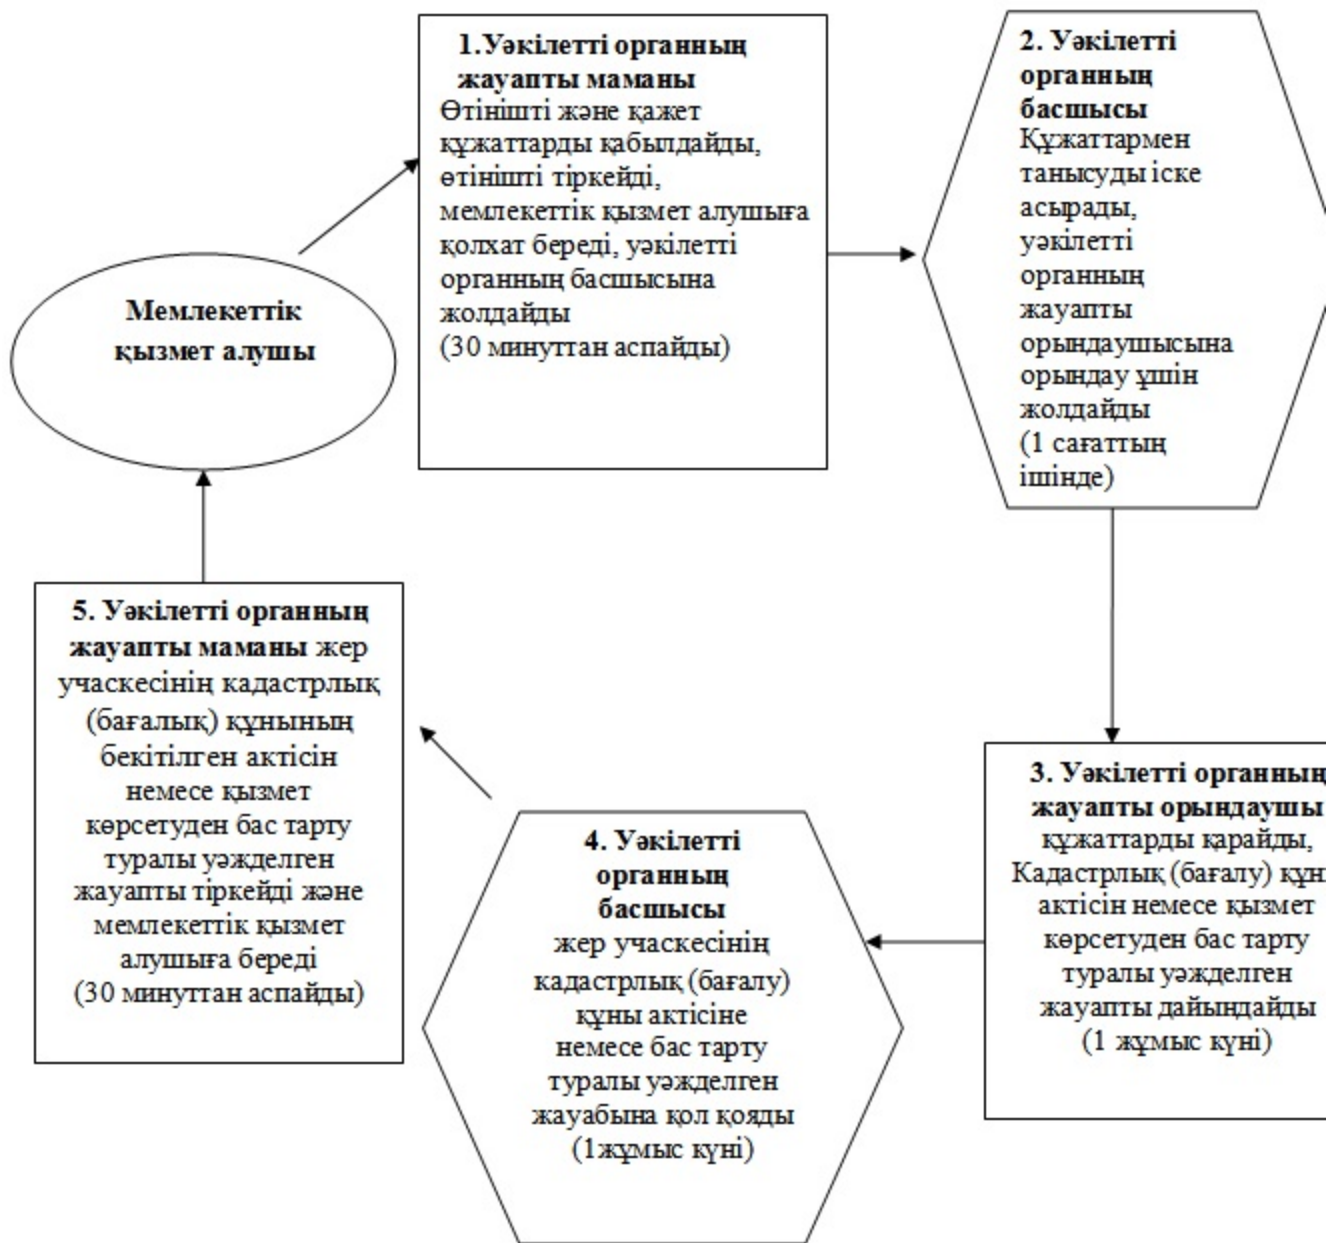 1.Уәкілетті органның
жауапты маманы
Өтінішті және қажет
құжаттарды қабылдайды,
өтінішті тіркейді,
мемлекеттік қызмет алушыға
қолхат береді, уәкілетті
органның басшысына
жолдайды
(30 минуттан аспайды)
2. Уәкілетті
органның
басшысы
Құжаттармен
танысуды іске
асырады,
уәкілетті
органның
жауапты
орындаушысына
орындау ұшін
жолдайды
(1 сағаттың
ішінде)
Мемлекеттік
қызмет алушы
3. Уәкілетті органның
жауапты орындаушы
құжаттарды қарайды,
Кадастрлық (бағалу)
актісін немесе қызмет
көрсетуден бас тарту
туралы уәжделген
жауапты дайындайды
(1 жұмыс күні)
4. Уәкілетті
органның
басшысы
жер учаскесінің
кадастрлық (бағалу)
құны актісіне
немесе бас тарту
туралы уәжделген
жауабына қол қояды
(1жұмыс күні)
5. Уәкілетті органның
жауапты маманы жер
учаскесінің кадастрлық
(бағалық) құнының
бекітілген актісін
немесе қызмет
көрсетуден бас тарту
туралы уәжделген
жауапты тіркейді және
мемлекеттік қызмет
алушыға береді
(30 минуттан аспайды)